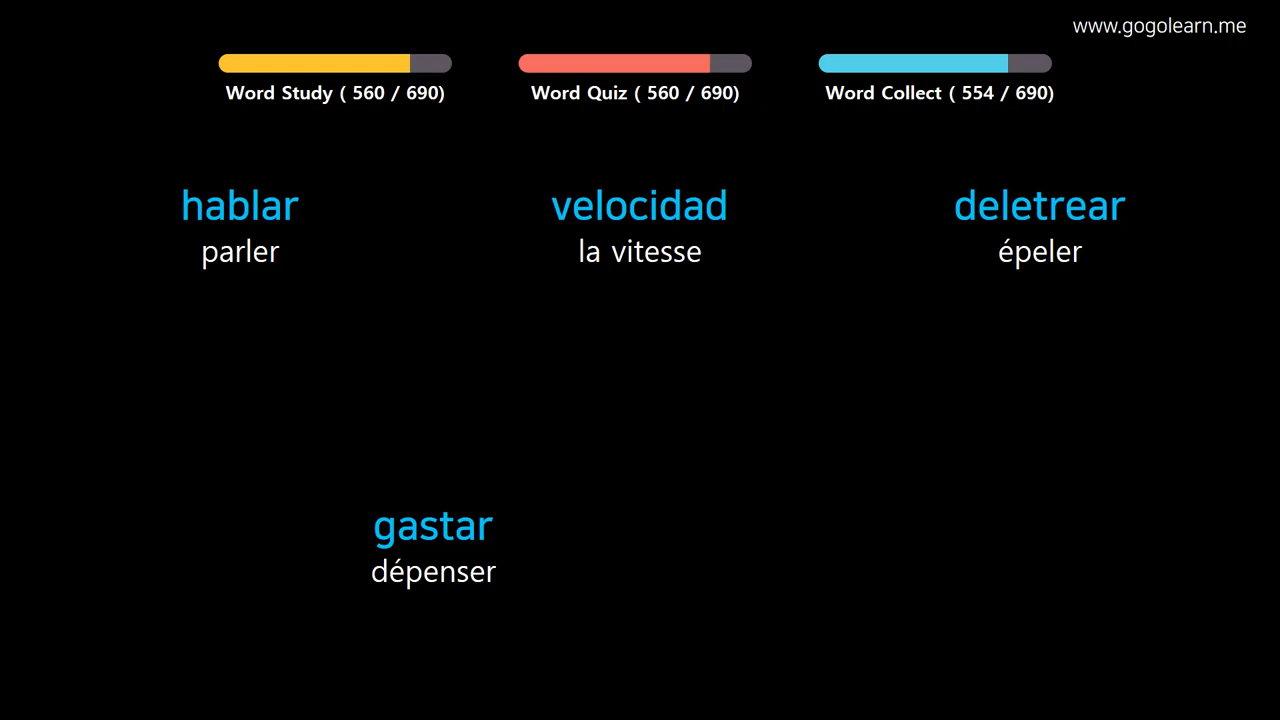 www.gogolearn.me
Word Study ( 560 / 690)
Word Quiz ( 560 / 690)
Word Collect ( 554 / 690)
hablar
parler
velocidad
la vitesse
deletrear
épeler
gastar
dépenser